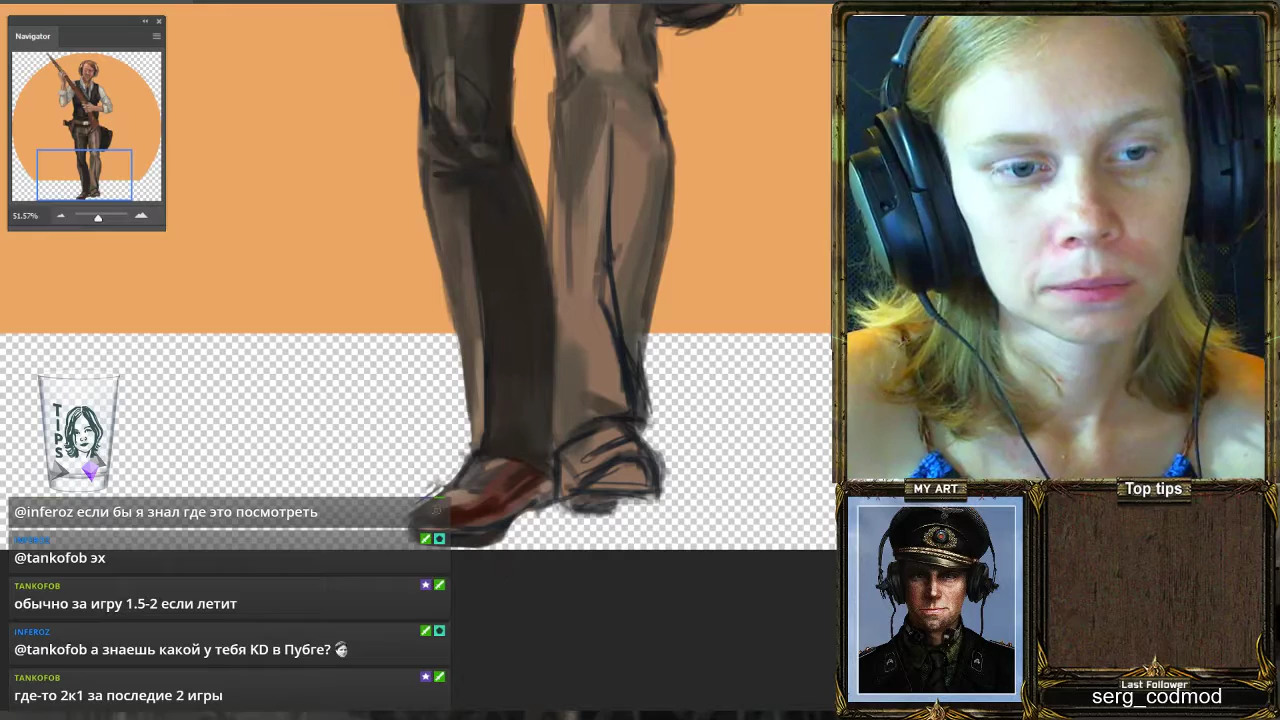 Navigator
51.57%
TIPS
@inferoz если бы я знал где это посмотреть
@tankofob эх
TANKOFOB
обычно за игру 1.5-2 если летит
INFEROZ
@tankofob а знаешь какой у тебя KD в Пубге?
TANKOFOB
где-то 2к1 за последие 2 игры
MY ART
Top tips
Last Follower
serg_codmod